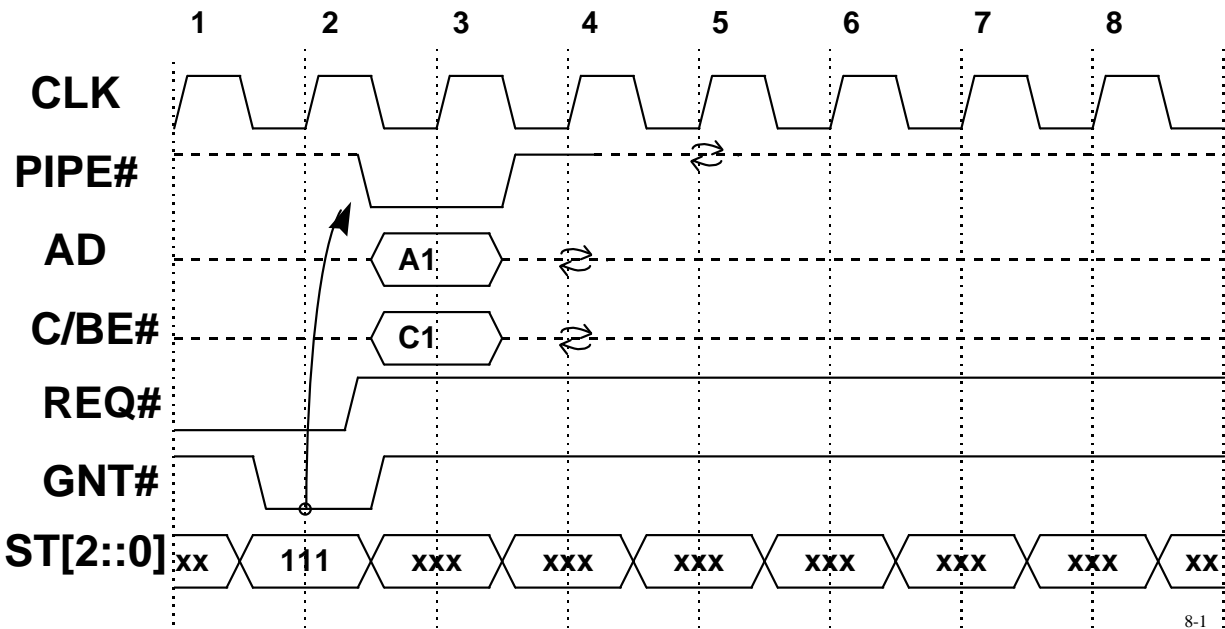 1 2 3 4 5 6 7 8
CLK
PIPE#
AD A1
C/BE# C1
REQ#
GNT#
ST[2::0] xx 111 xxx xxx xxx xxx xxx xxx xx
8-1